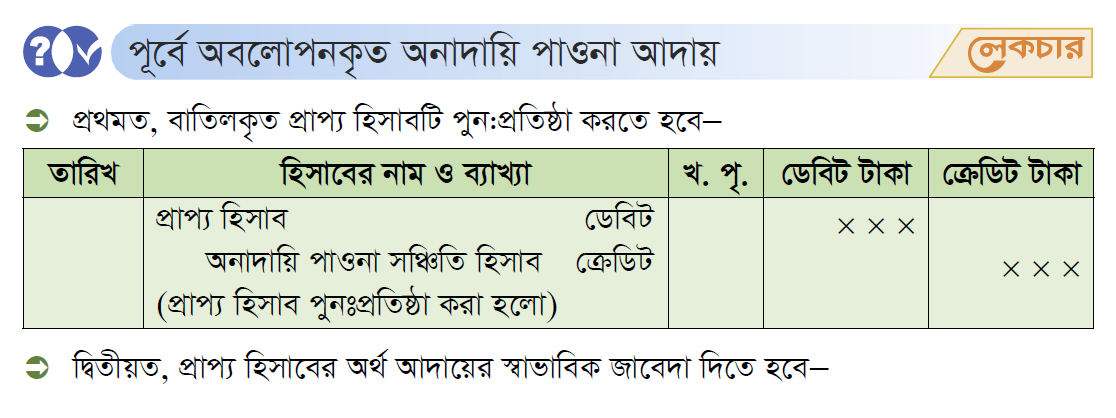 পূর্বে অবলোপনকৃত অনাদায়ি পাওনা আদায়
লেকচার
প্রথমত, বাতিলকৃত প্রাপ্য হিসাবটি পুন:প্রতিষ্ঠা করতে হবে–
তারিখ হিসাবের নাম ও ব্যাখ্যা খ. পৃ. ডেবিট টাকা ক্রেডিট টাকা
প্রাপ্য হিসাব ডেবিট × × ×
অনাদায়ি পাওনা সঞ্চিতি হিসাব ক্রেডিট × × ×
(প্রাপ্য হিসাব পুনঃপ্রতিষ্ঠা করা হলো)
দ্বিতীয়ত, প্রাপ্য হিসাবের অর্থ আদায়ের স্বাভাবিক জাবেদা দিতে হবে–